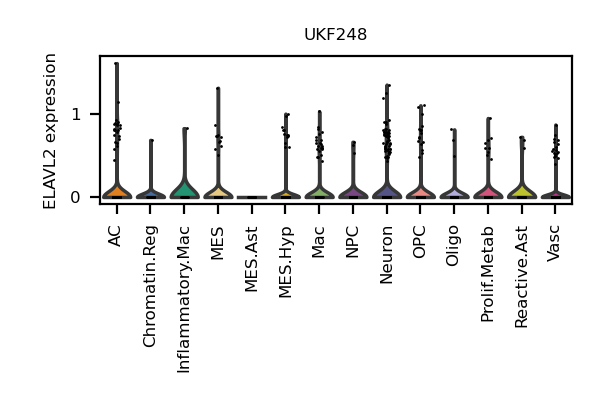 UKF248
ELAVL2 expression
1
0
AC
Chromatin.Reg
Inflammatory.Mac
MES
MES.Ast
MES.Hyp
Mac
NPC
Neuron
OPC
Oligo
Prolif.Metab
Reactive.Ast
Vasc